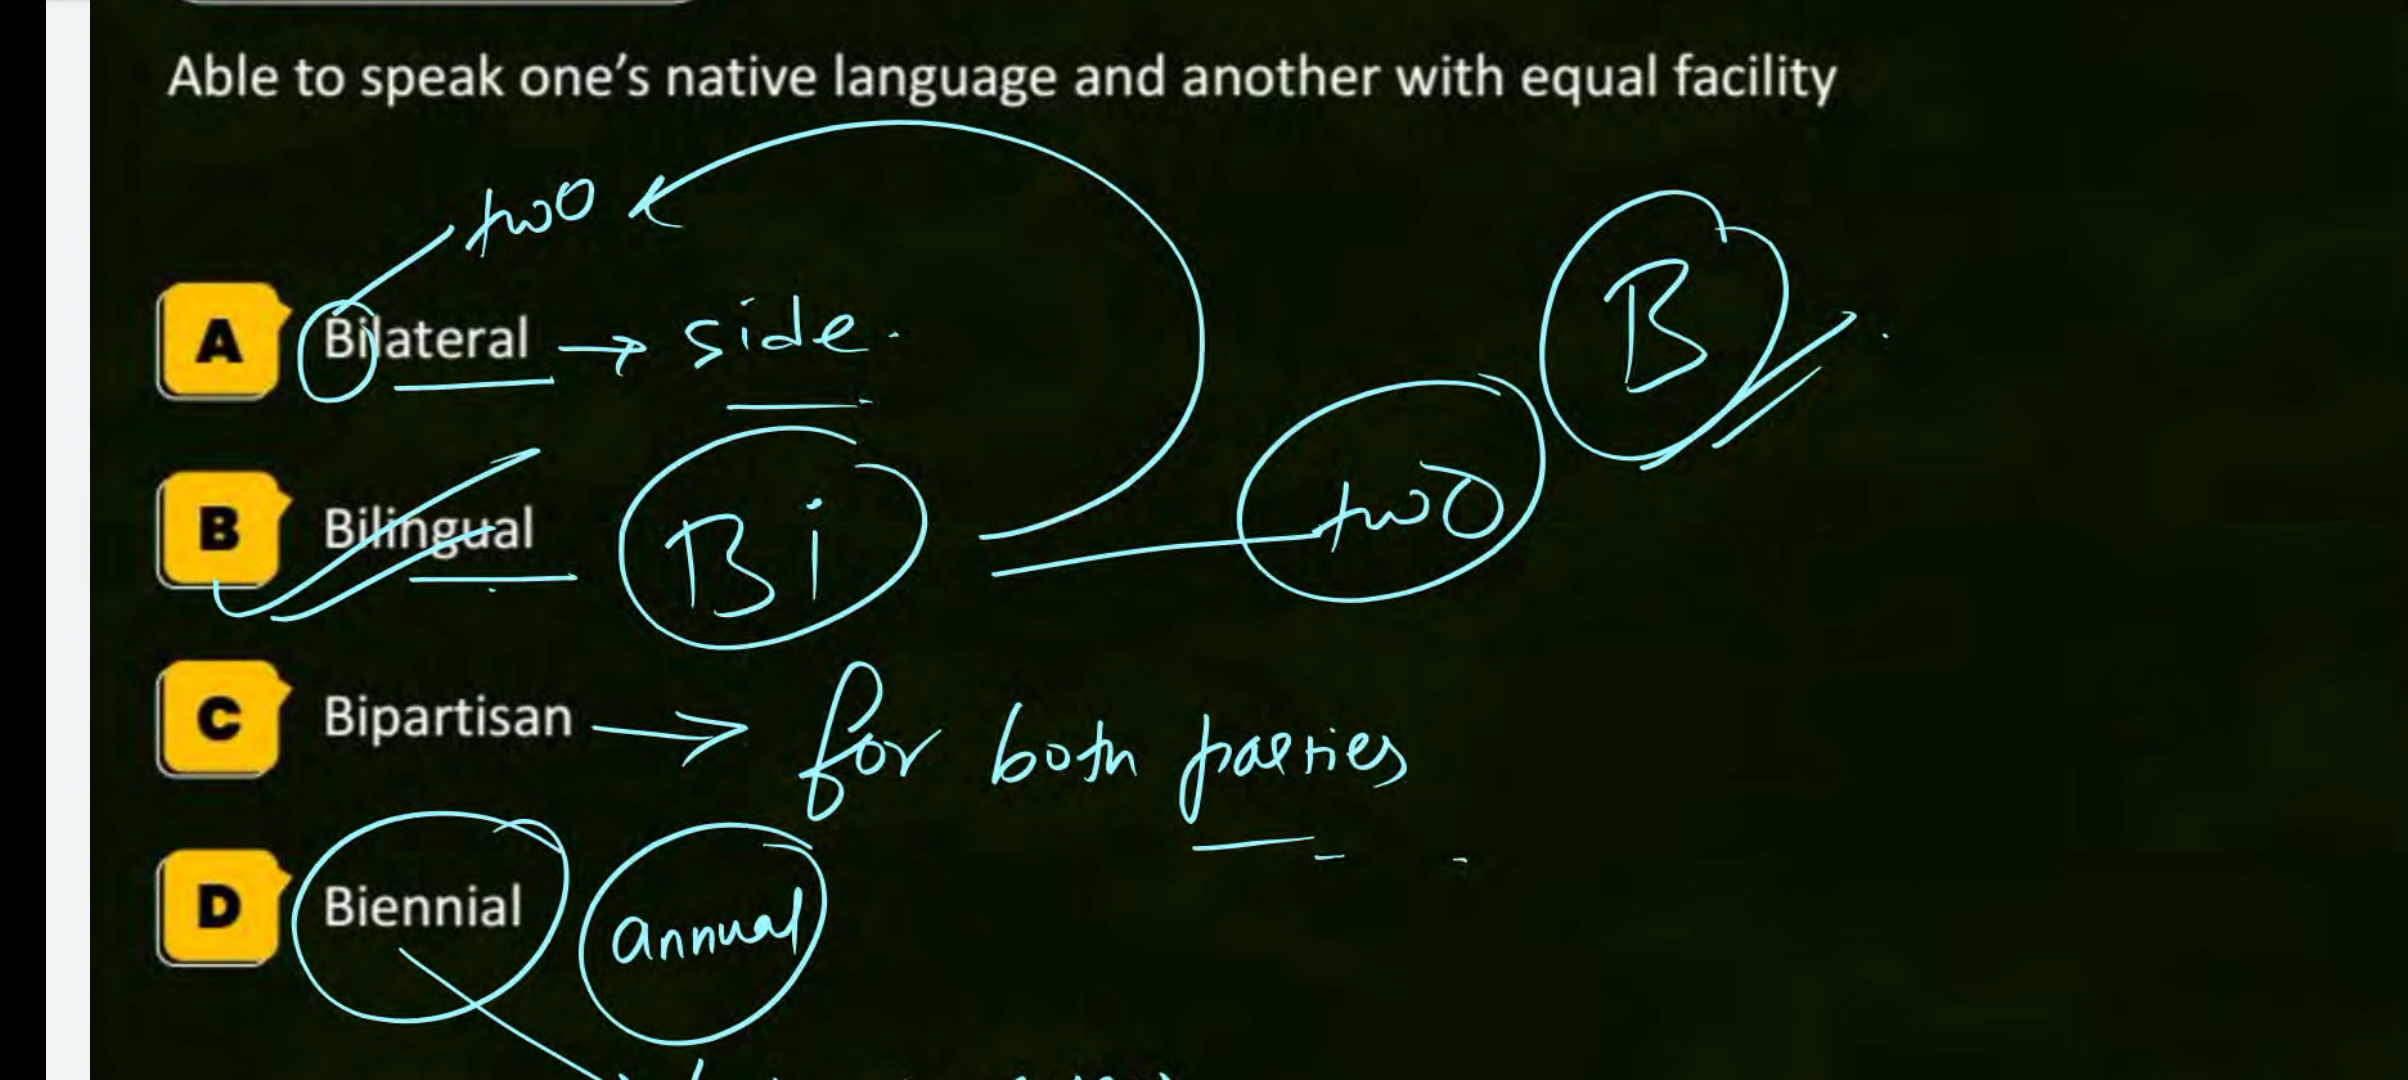 Able to speak one's native language and another with equal facility
two
A Bilateral → side.
B
B Bilingual Bi two
C Bipartisan → for both parties
D Biennial annual